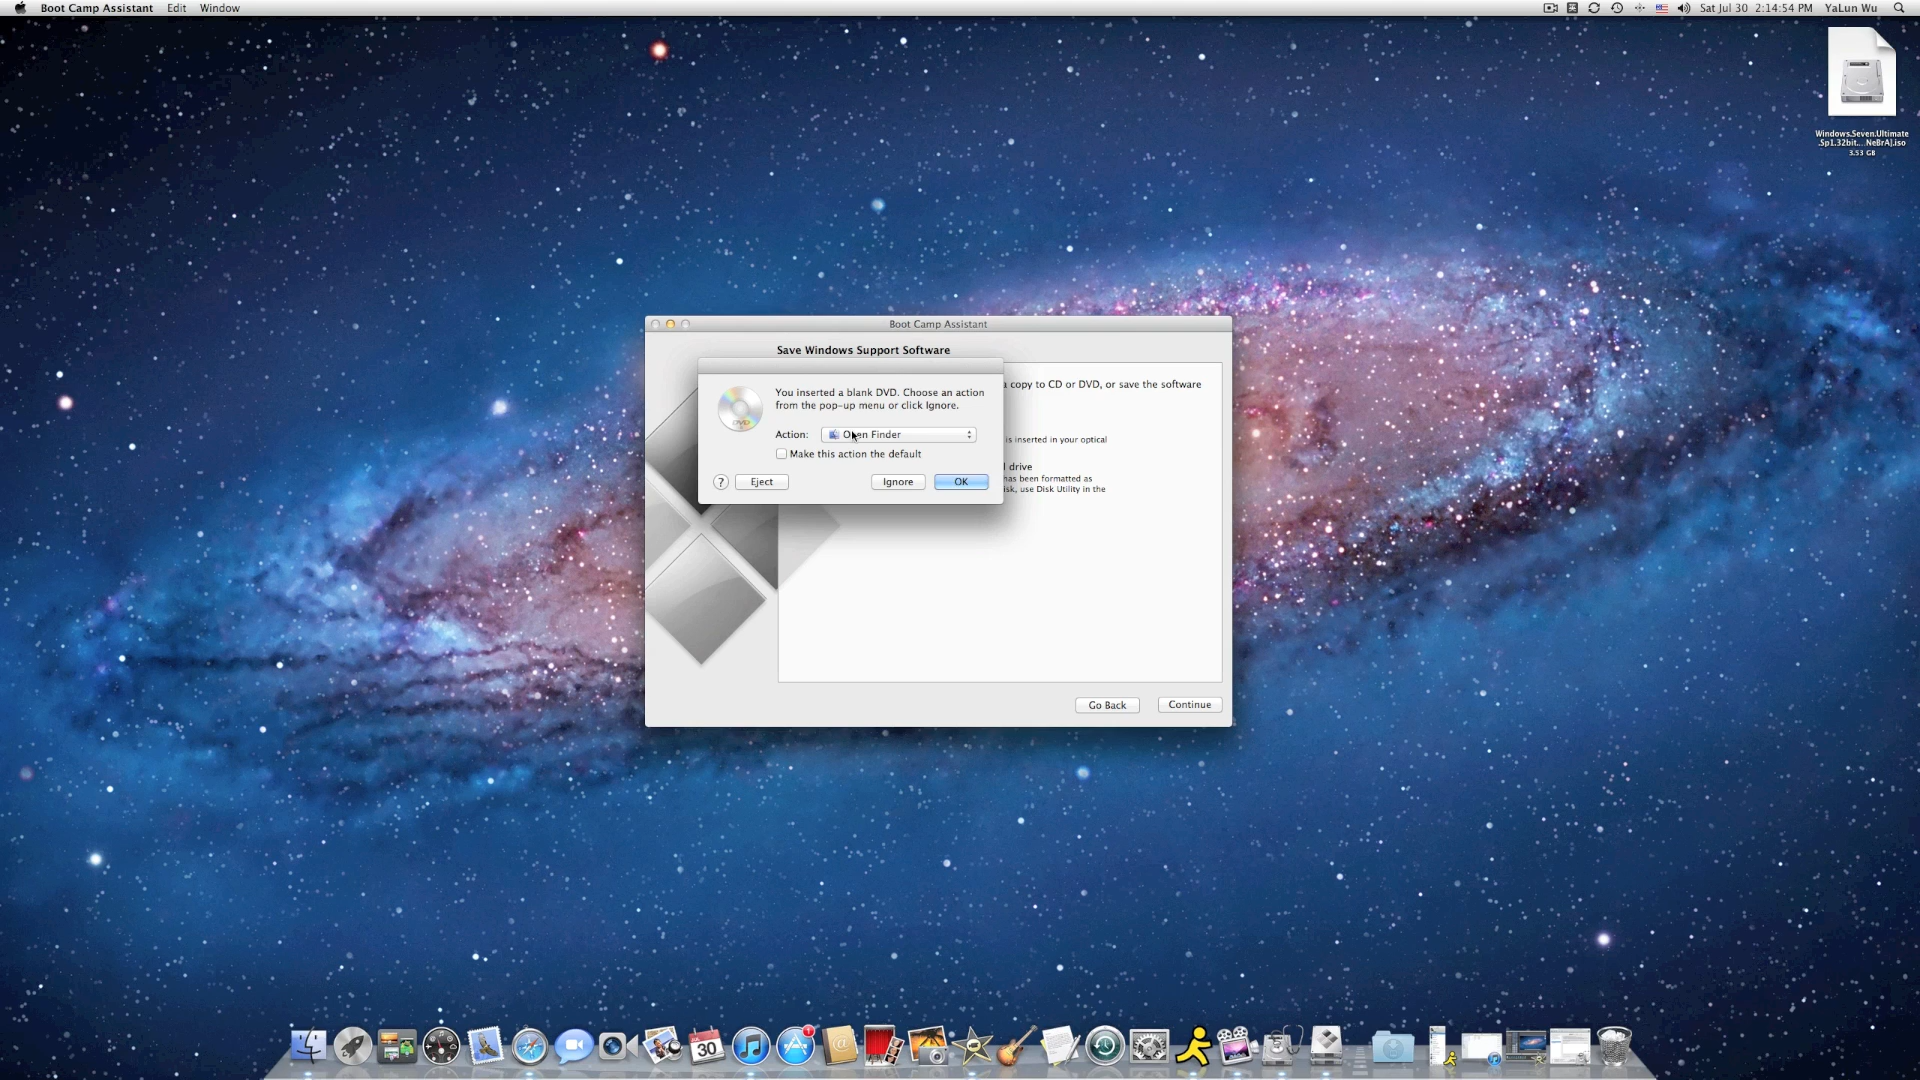 Boot Camp Assistant Edit Window
Sat Jul 30 2:14:54 PM YaLun Wu
Windows.Seven.Ultimate
.Sp1.32bit... NeBrA].iso
3.53 GB
Boot Camp Assistant
Save Windows Support Software
a copy to CD or DVD, or save the software
You inserted a blank DVD. Choose an action
from the pop-up menu or click Ignore.
DVD
Action: Open Finder
is inserted in your optical
Make this action the default
l drive
has been formatted as
isk, use Disk Utility in the
? Eject Ignore OK
Go Back Continue
30
1